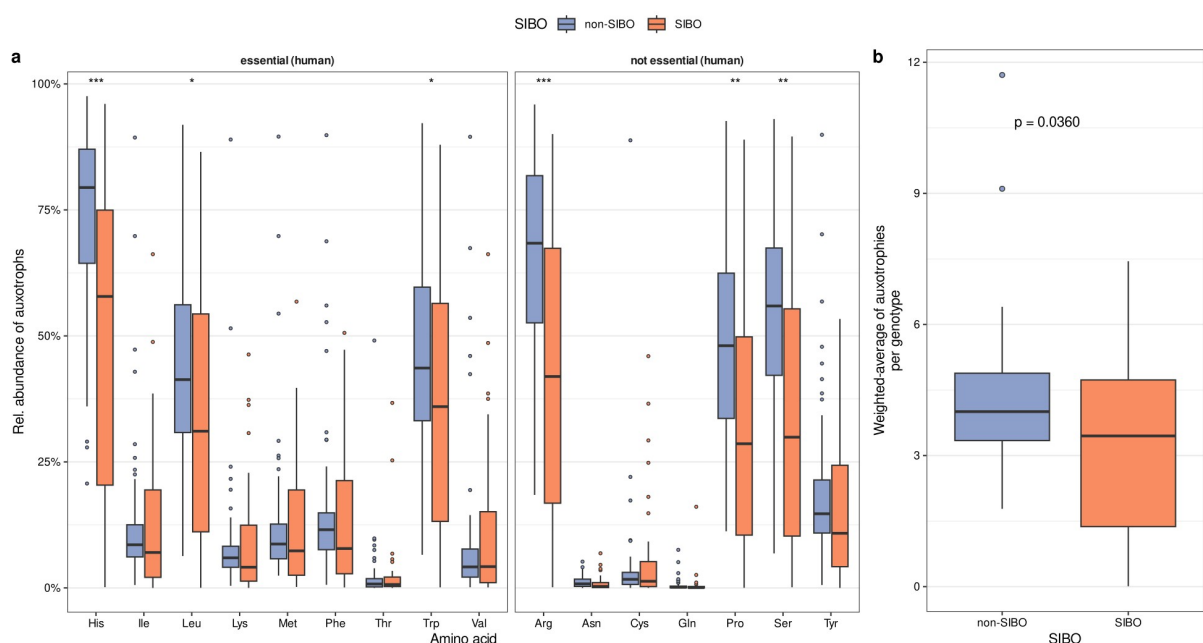 SIBO non-SIBO SIBO
a
essential (human) not essential (human)
*** * * *** ** **
100%
75%
50%
25%
0%
Rel. abundance of auxotrophs
His Ile Leu Lys Met Phe Thr Trp Val Arg Asn Cys Gln Pro Ser Tyr
Amino acid
b
p = 0.0360
12
9
6
3
0
Weighted-average of auxotrophies
per genotype
non-SIBO SIBO
SIBO